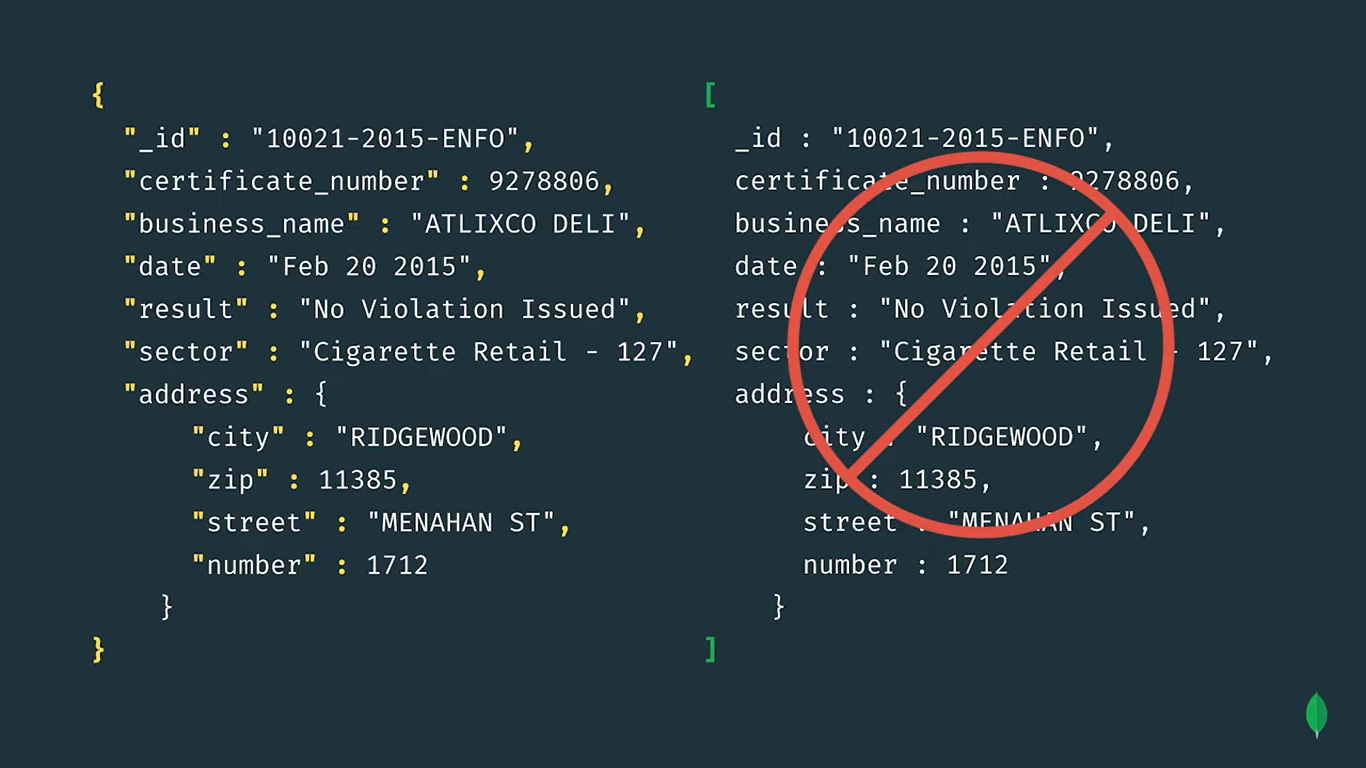 {
"_id" : "10021-2015-ENFO",
"certificate_number" : 9278806,
"business_name" : "ATLIXCO DELI",
"date" : "Feb 20 2015",
"result" : "No Violation Issued",
"sector" : "Cigarette Retail - 127",
"address" : {
"city" : "RIDGEWOOD",
"zip" : 11385,
"street" : "MENAHAN ST",
"number" : 1712
}
}
[
_id : "10021-2015-ENFO",
certificate_number : 9278806,
business_name : "ATLIXCO DELI",
date : "Feb 20 2015",
result : "No Violation Issued",
sector : "Cigarette Retail - 127",
address : {
city : "RIDGEWOOD",
zip : 11385,
street : "MENAHAN ST",
number : 1712
}
]